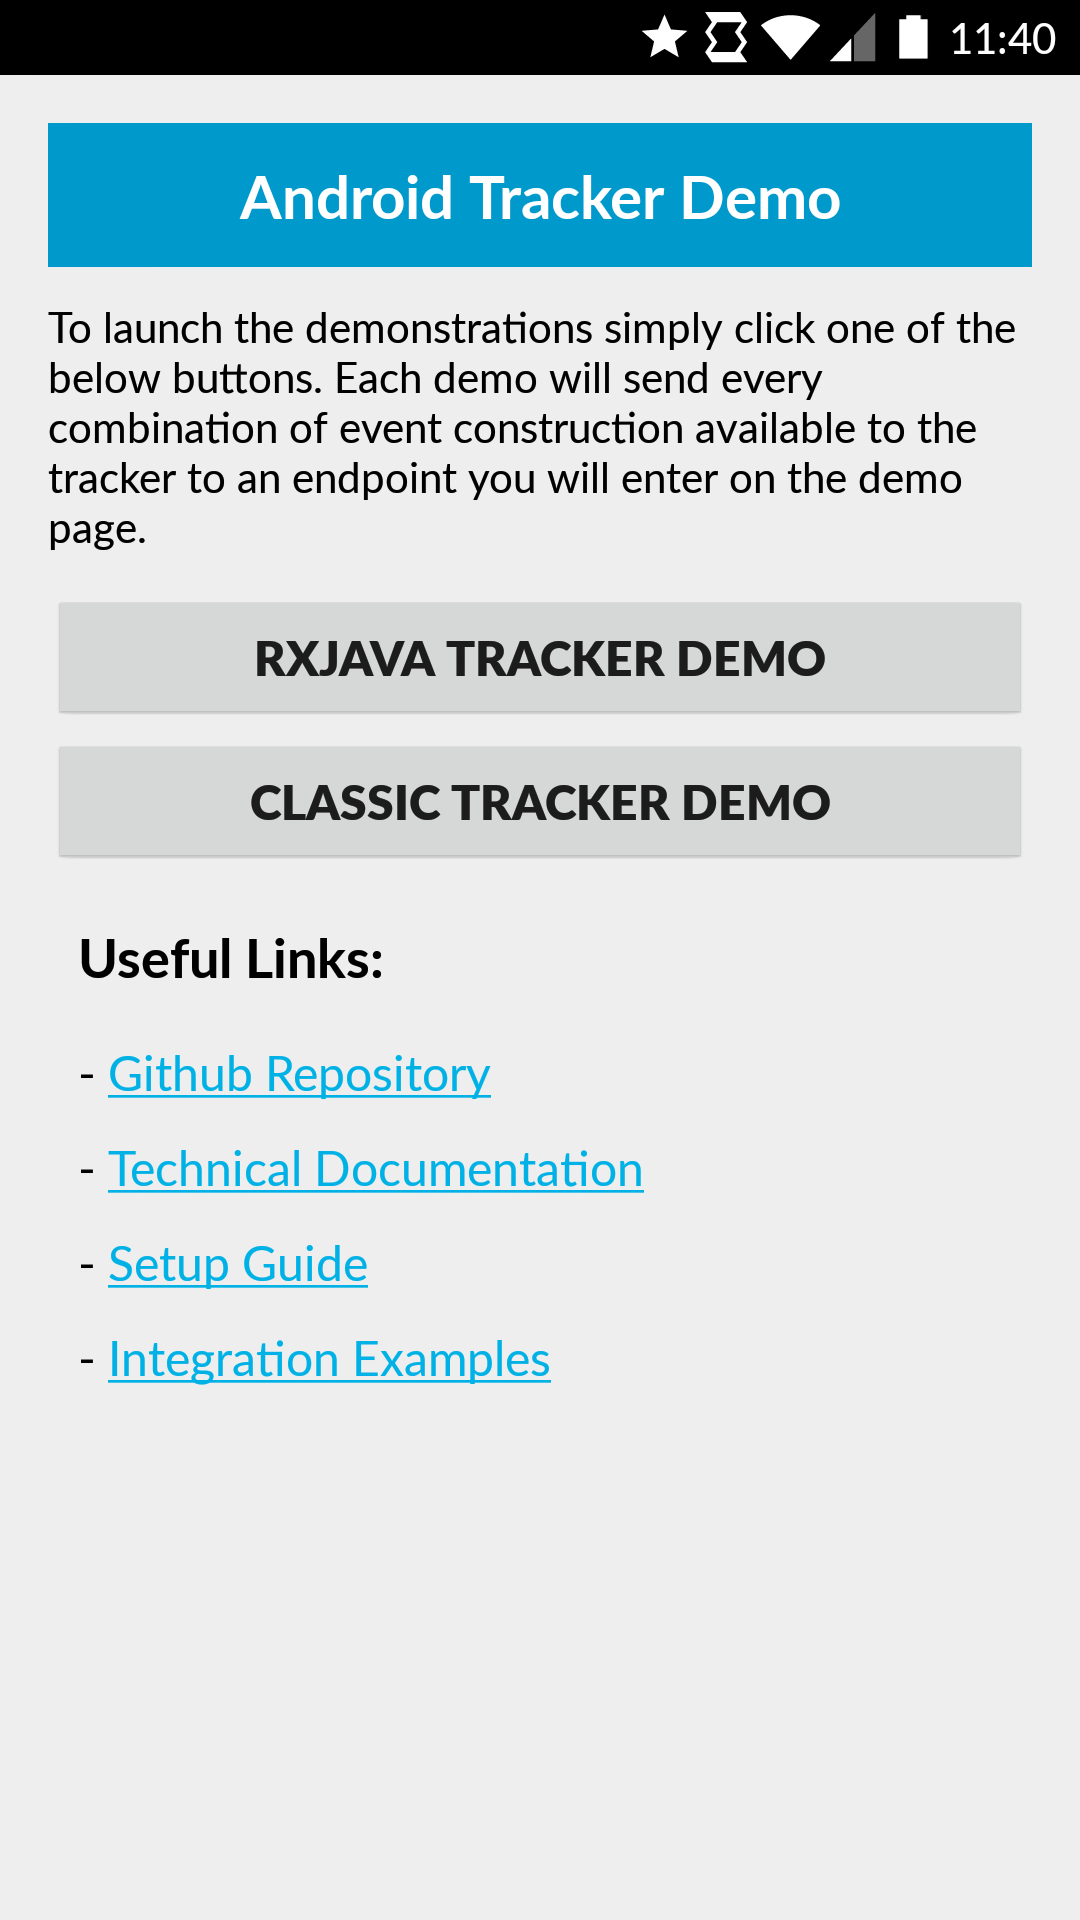 11:40
Android Tracker Demo
To launch the demonstrations simply click one of the
below buttons. Each demo will send every
combination of event construction available to the
tracker to an endpoint you will enter on the demo
page.
RXJAVA TRACKER DEMO
CLASSIC TRACKER DEMO
Useful Links:
- Github Repository
- Technical Documentation
- Setup Guide
- Integration Examples